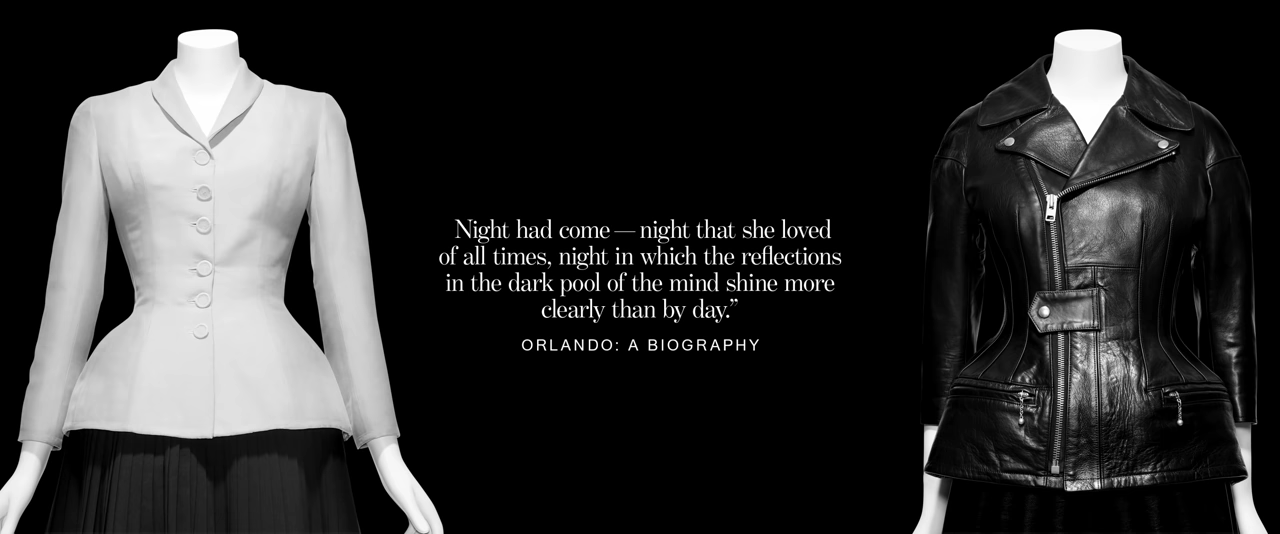 Night had come — night that she loved
of all times, night in which the reflections
in the dark pool of the mind shine more
clearly than by day.”
ORLANDO: A BIOGRAPHY